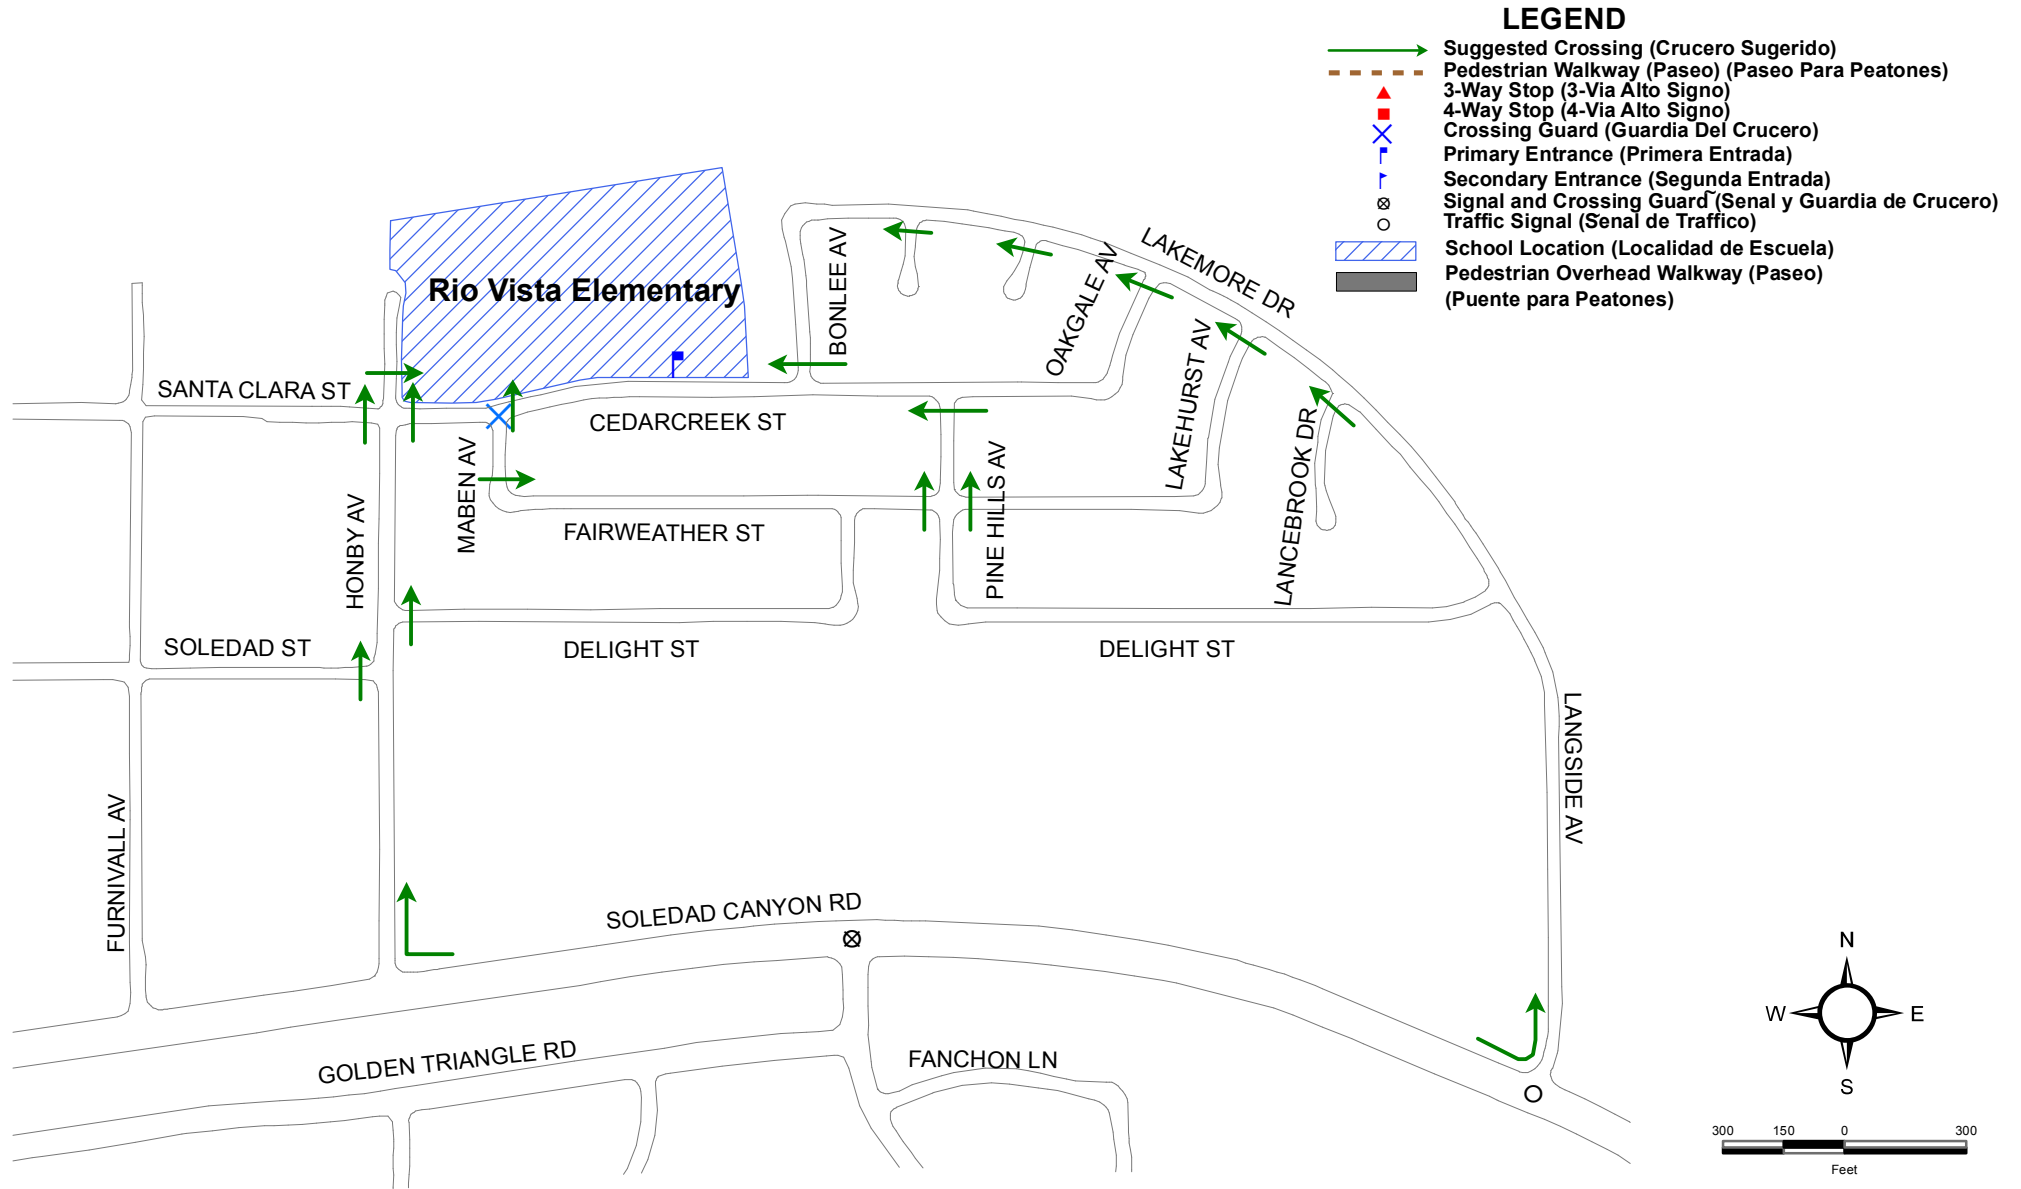 LEGEND
Suggested Crossing (Crucero Sugerido)
Pedestrian Walkway (Paseo) (Paseo Para Peatones)
3-Way Stop (3-Via Alto Signo)
4-Way Stop (4-Via Alto Signo)
Crossing Guard (Guardia Del Crucero)
Primary Entrance (Primera Entrada)
Secondary Entrance (Segunda Entrada)
Signal and Crossing Guard (Senal y Guardia de Crucero)
Traffic Signal (Señal de Traffico)
School Location (Localidad de Escuela)
Pedestrian Overhead Walkway (Paseo)
(Puente para Peatones)
Rio Vista Elementary
BONLEE AV
LAKEMORE DR
OAKGALE AV
LAKEHURST AV
SANTA CLARA ST
CEDARCREEK ST
MABEN AV
PINE HILLS AV
LANCEBROOK DR
HONBY AV
FAIRWEATHER ST
SOLEDAD ST
DELIGHT ST
DELIGHT ST
LANGSIDE AV
FURNIVALL AV
SOLEDAD CANYON RD
GOLDEN TRIANGLE RD
FANCHON LN
N
W
E
S
300 150 0 300
Feet